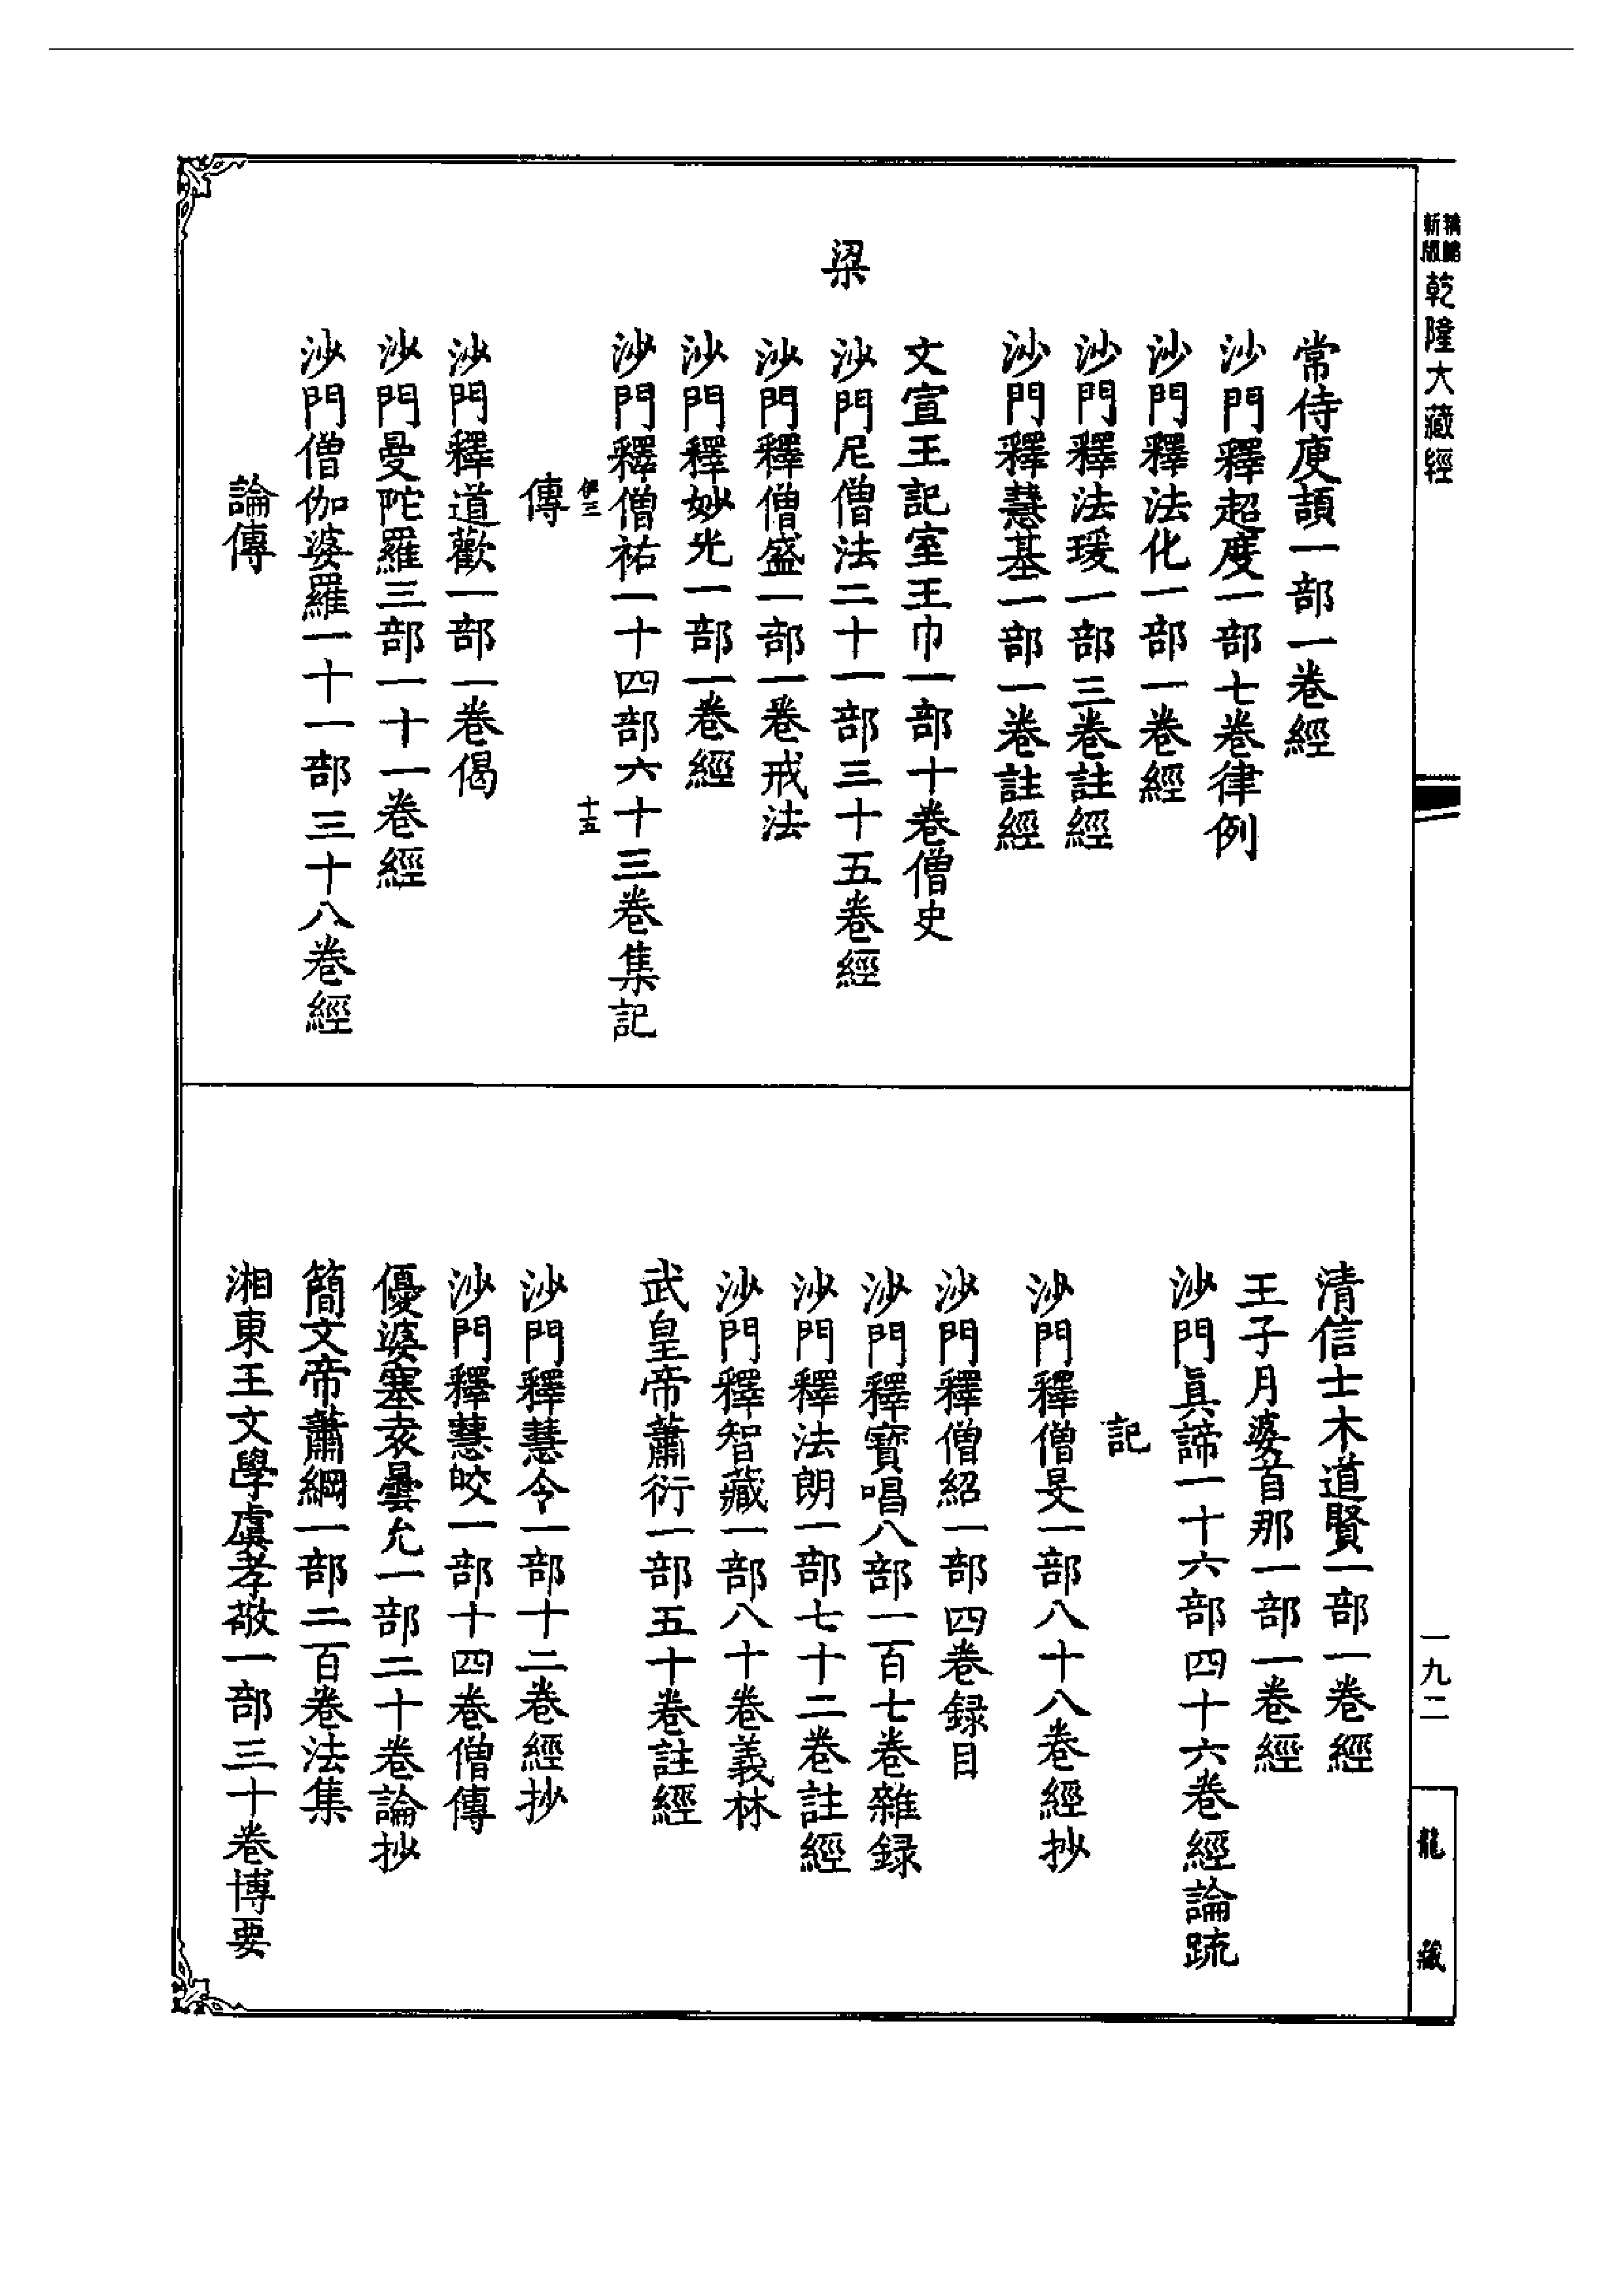 精縮
新版
乾隆大藏經
常侍庾頡一部一卷經
沙門釋超度一部七卷律例
沙門釋法化一部一卷經
沙門釋法瑗一部三卷註經
沙門釋慧基一部一卷註經
文宣王記室王巾一部十卷僧史
梁
沙門尼僧法二十一部三十五卷經
沙門釋僧盛一部一卷戒法
沙門釋妙光一部一卷經
沙門釋僧祐一十四部六十三卷集記
十五
傳
沙門釋道歡一部一卷偈
沙門曼陀羅三部一十一卷經
沙門僧伽婆羅一十一部三十八卷經
論傳
清信士木道賢一部一卷經
王子月婆首那一部一卷經
沙門真諦一十六部四十六卷經論疏
記
沙門釋僧旻一部八十八卷經抄
沙門釋僧紹一部四卷録目
沙門釋寶唱八部一百七卷雜録
沙門釋法朗一部七十二卷註經
沙門釋智藏一部八十卷義林
武皇帝蕭衍一部五十卷註經
沙門釋慧令一部十二卷經抄
沙門釋慧皎一部十四卷僧傳
優婆塞袁曇允一部二十卷論抄
簡文帝蕭綱一部二百卷法集
湘東王文學虞孝敬一部三十卷博要
一九二
龍藏